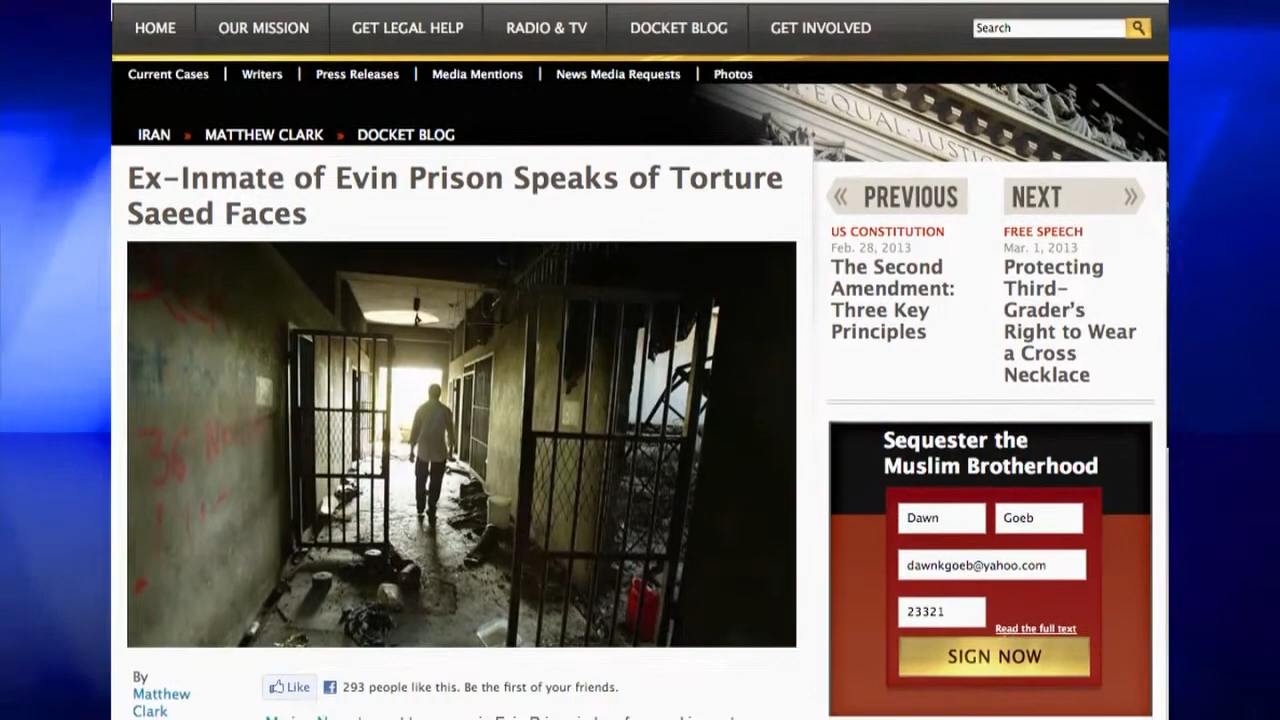 HOME OUR MISSION GET LEGAL HELP RADIO & TV DOCKET BLOG GET INVOLVED Search
Current Cases | Writers | Press Releases | Media Mentions | News Media Requests | Photos
EQUAL·JUSTIC
IRAN » MATTHEW CLARK » DOCKET BLOG
Ex-Inmate of Evin Prison Speaks of Torture
Saeed Faces
36
« PREVIOUS
US CONSTITUTION
Feb. 28, 2013
The Second
Amendment:
Three Key
Principles
NEXT »
FREE SPEECH
Mar. 1, 2013
Protecting
Third-
Grader's
Right to Wear
a Cross
Necklace
Sequester the
Muslim Brotherhood
Dawn Goeb
dawnkgoeb@yahoo.com
23321
Read the full text
SIGN NOW
By
Matthew
Clark
Like 293 people like this. Be the first of your friends.